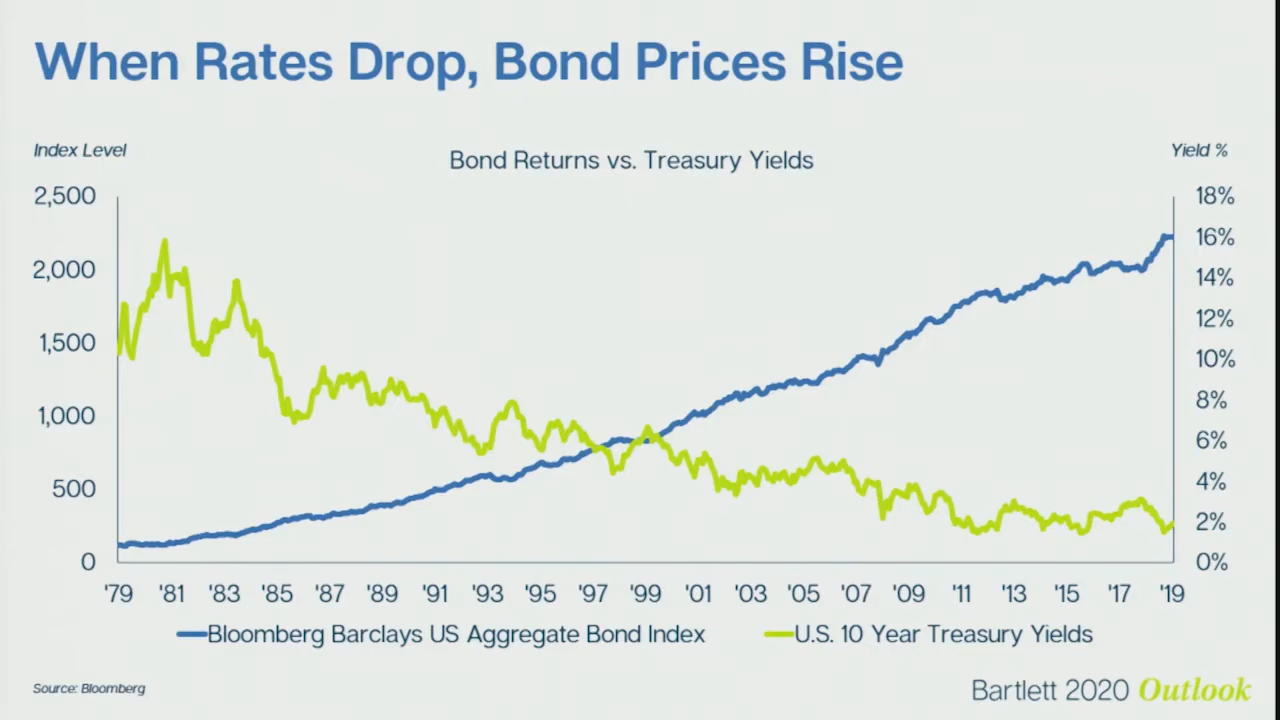 When Rates Drop, Bond Prices Rise
Index Level
Yield %
Bond Returns vs. Treasury Yields
2,500
2,000
1,500
1,000
500
0
18%
16%
14%
12%
10%
8%
6%
4%
2%
0%
'79 '81 '83 '85 '87 '89 '91 '93 '95 '97 '99 '01 '03 '05 '07 '09 '11 '13 '15 '17 '19
Bloomberg Barclays US Aggregate Bond Index
U.S. 10 Year Treasury Yields
Source: Bloomberg
Bartlett 2020 Outlook